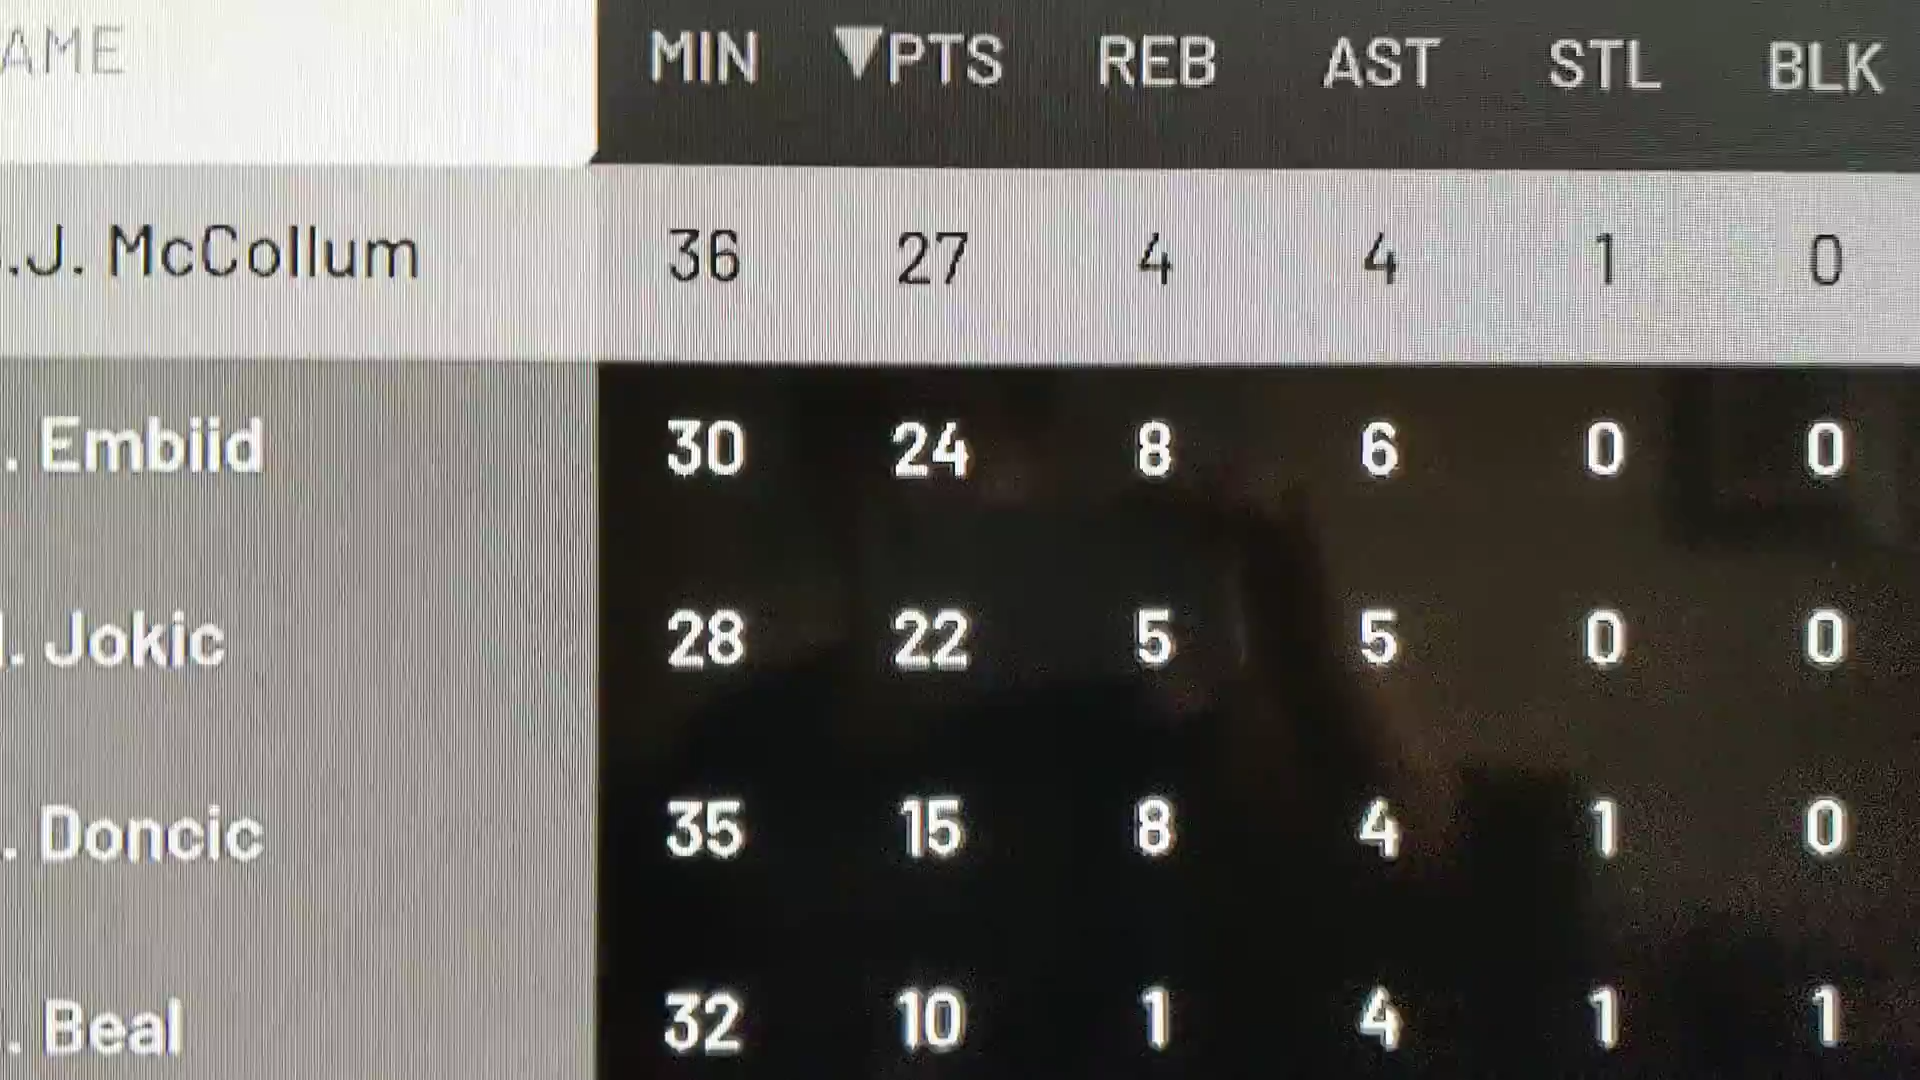 AME MIN ▼PTS REB AST STL BLK
.J. McCollum 36 27 4 4 1 0
. Embiid 30 24 8 6 0 0
. Jokic 28 22 5 5 0 0
. Doncic 35 15 8 4 1 0
. Beal 32 10 1 4 1 1